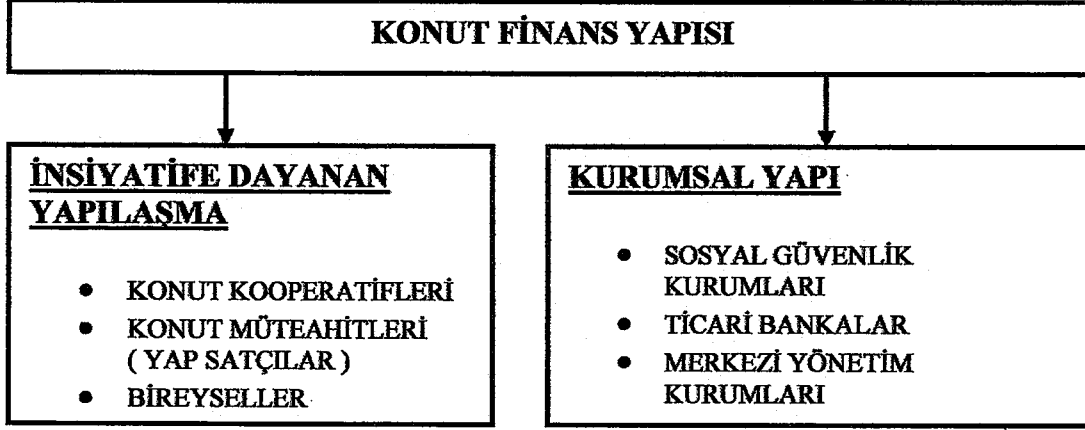 KONUT FİNANS YAPISI
İNSİYATİFE DAYANAN
YAPILAŞMA
• KONUT KOOPERATİFLERİ
• KONUT MÜTEAHİTLERİ
( YAP SATÇILAR )
• BİREYSELLER
KURUMSAL YAPI
• SOSYAL GÜVENLİK
KURUMLARI
• TİCARİ BANKALAR
• MERKEZİ YÖNETİM
KURUMLARI